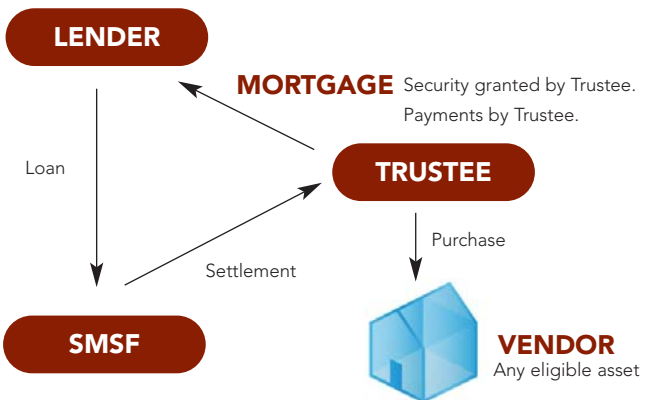 LENDER
MORTGAGE Security granted by Trustee.
Payments by Trustee.
Loan
TRUSTEE
Purchase
Settlement
SMSF
VENDOR
Any eligible asset